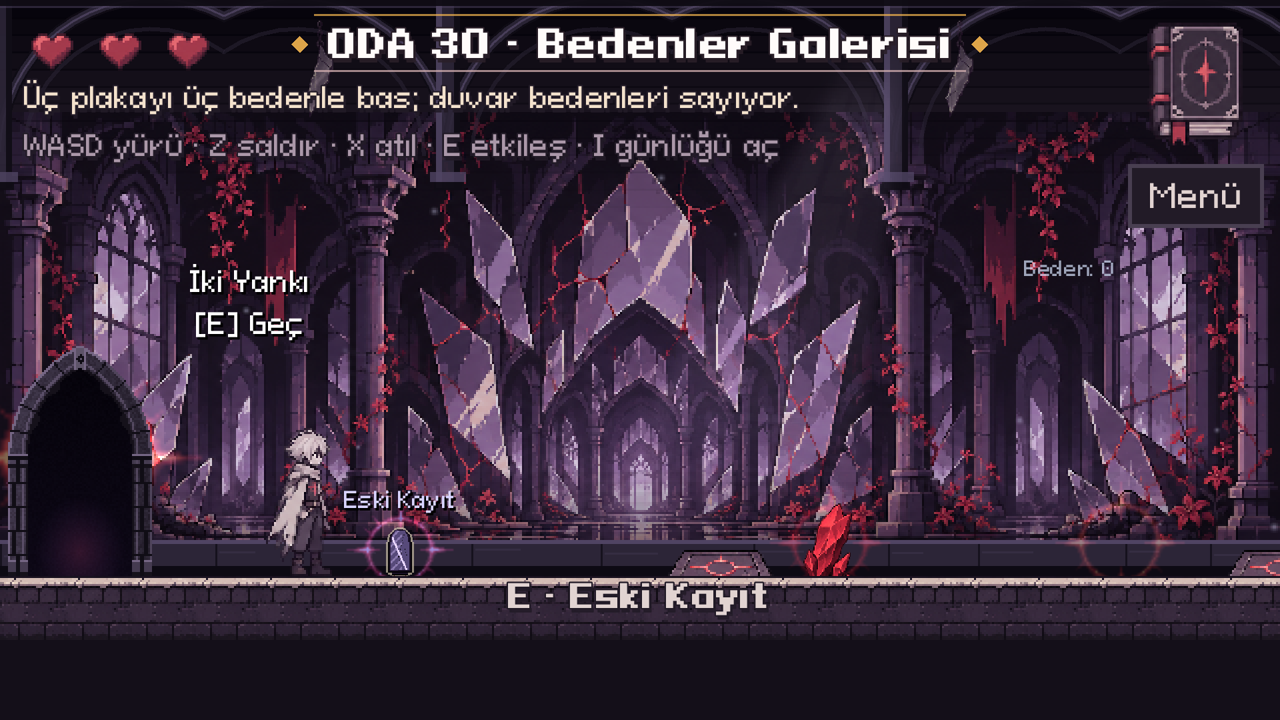 ODA 30 · Bedenler Galerisi
Üç plakayı üç bedenle bas; duvar bedenleri sayıyor.
WASD yürü · Z saldır · X atıl · E etkileş · I günlüğü aç
Menü
İki Yankı
[E] Geç
Beden: 0
Eski Kayıt
E · Eski Kayıt